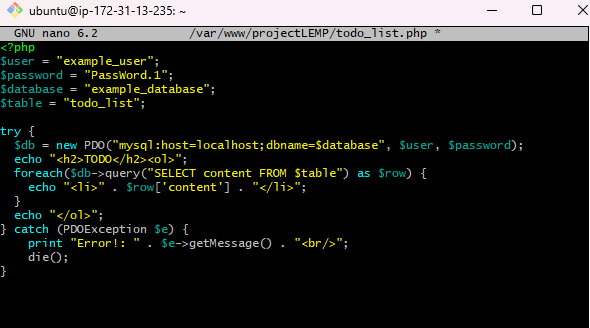 ubuntu@ip-172-31-13-235: ~
GNU nano 6.2 /var/www/projectLEMP/todo_list.php *
<?php
$user = "example_user";
$password = "PassWord.1";
$database = "example_database";
$table = "todo_list";

try {
  $db = new PDO("mysql:host=localhost;dbname=$database", $user, $password);
  echo "<h2>TODO</h2><ol>";
  foreach($db->query("SELECT content FROM $table") as $row) {
    echo "<li>" . $row['content'] . "</li>";
  }
  echo "</ol>";
} catch (PDOException $e) {
    print "Error!: " . $e->getMessage() . "<br/>";
    die();
}